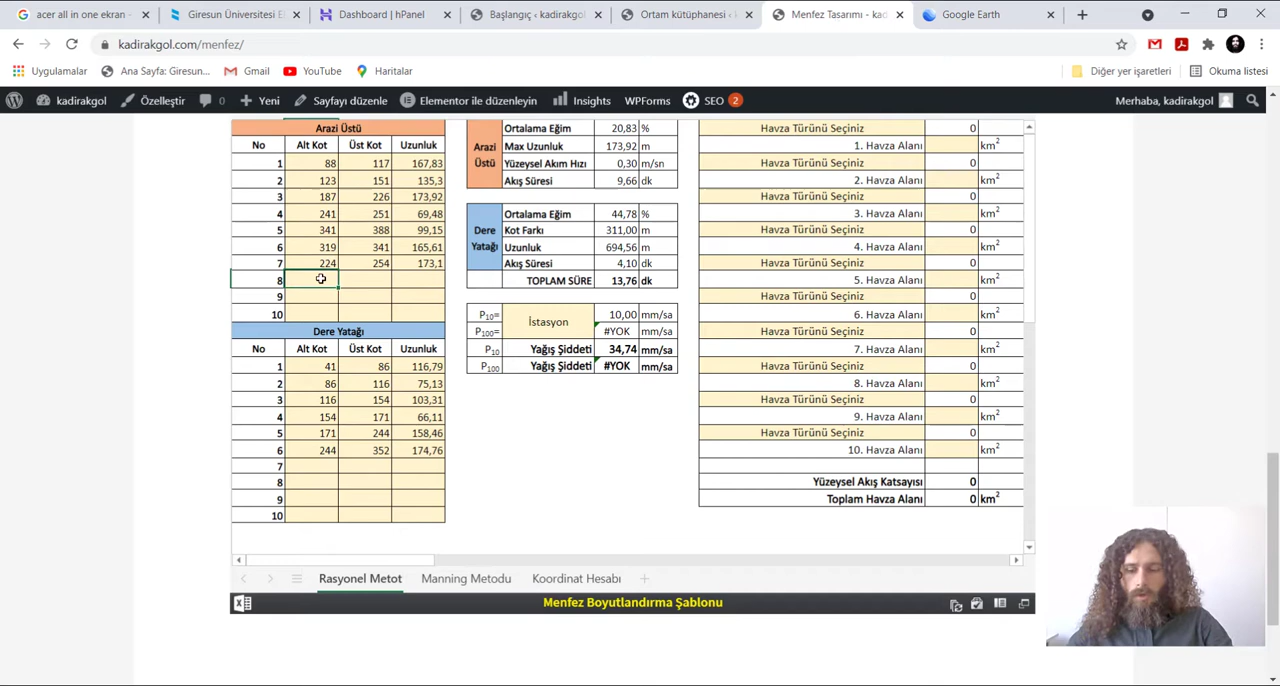 acer all in one ekran -
Giresun Üniversitesi E
Dashboard | hPanel
Başlangıç ‹ kadirakgol
Ortam kütüphanesi ‹ k
Menfez Tasarımı - kad
Google Earth
kadirakgol.com/menfez/
Uygulamalar
Ana Sayfa: Giresun...
Gmail
YouTube
Haritalar
Diğer yer işaretleri
Okuma listesi
kadirakgol
Özelleştir
0
Yeni
Sayfayı düzenle
Elementor ile düzenleyin
Insights
WPForms
SEO 2
Merhaba, kadirakgol
Arazi Üstü
No Alt Kot Üst Kot Uzunluk
1 88 117 167,83
2 123 151 135,3
3 187 226 173,92
4 241 251 69,48
5 341 388 99,15
6 319 341 165,61
7 224 254 173,1
8
9
10
Dere Yatağı
No Alt Kot Üst Kot Uzunluk
1 41 86 116,79
2 86 116 75,13
3 116 154 103,31
4 154 171 66,11
5 171 244 158,46
6 244 352 174,76
7
8
9
10
Arazi Üstü
Ortalama Eğim 20,83 %
Max Uzunluk 173,92 m
Yüzeysel Akım Hızı 0,30 m/sn
Akış Süresi 9,66 dk
Dere Yatağı
Ortalama Eğim 44,78 %
Kot Farkı 311,00 m
Uzunluk 694,56 m
Akış Süresi 4,10 dk
TOPLAM SÜRE 13,76 dk
P10= İstasyon 10,00 mm/sa
P100= #YOK mm/sa
P10 Yağış Şiddeti 34,74 mm/sa
P100 Yağış Şiddeti #YOK mm/sa
Havza Türünü Seçiniz 0
1. Havza Alanı km²
Havza Türünü Seçiniz 0
2. Havza Alanı km²
Havza Türünü Seçiniz 0
3. Havza Alanı km²
Havza Türünü Seçiniz 0
4. Havza Alanı km²
Havza Türünü Seçiniz 0
5. Havza Alanı km²
Havza Türünü Seçiniz 0
6. Havza Alanı km²
Havza Türünü Seçiniz 0
7. Havza Alanı km²
Havza Türünü Seçiniz 0
8. Havza Alanı km²
Havza Türünü Seçiniz 0
9. Havza Alanı km²
Havza Türünü Seçiniz 0
10. Havza Alanı km²
Yüzeysel Akış Katsayısı 0
Toplam Havza Alanı 0 km²
Rasyonel Metot
Manning Metodu
Koordinat Hesabı
Menfez Boyutlandırma Şablonu